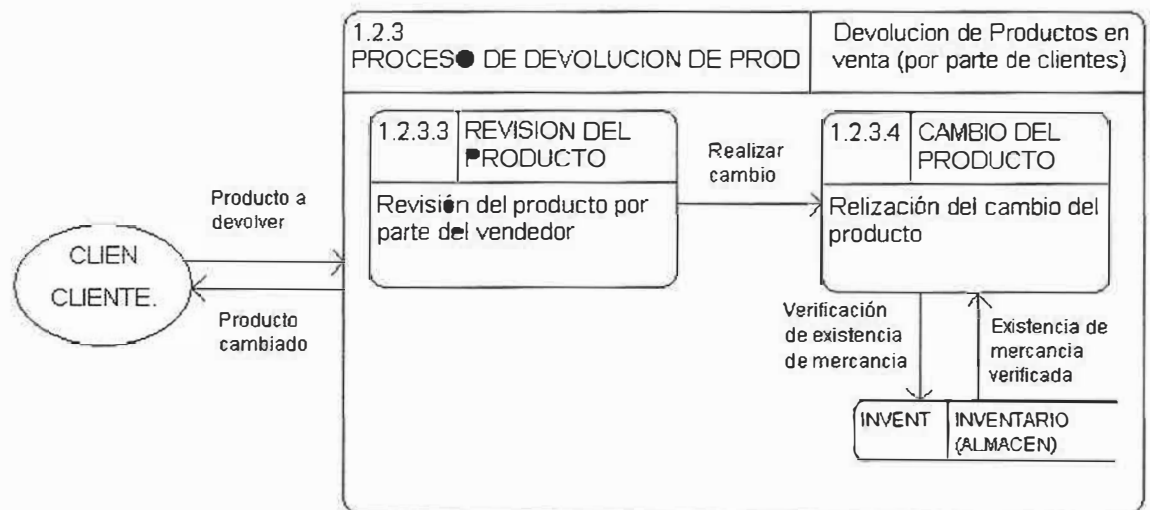 1.2.3
PROCESO DE DEVOLUCION DE PROD
Devolucion de Productos en
venta (por parte de clientes)
1.2.3.3
REVISION DEL
PRODUCTO
Revisión del producto por
parte del vendedor
Realizar
cambio
1.2.3.4
CAMBIO DEL
PRODUCTO
Relización del cambio del
producto
Producto a
devolver
CLIEN
CLIENTE.
Producto
cambiado
Verificación
de existencia
de mercancia
Existencia de
mercancia
verificada
INVENT
INVENTARIO
(ALMACEN)